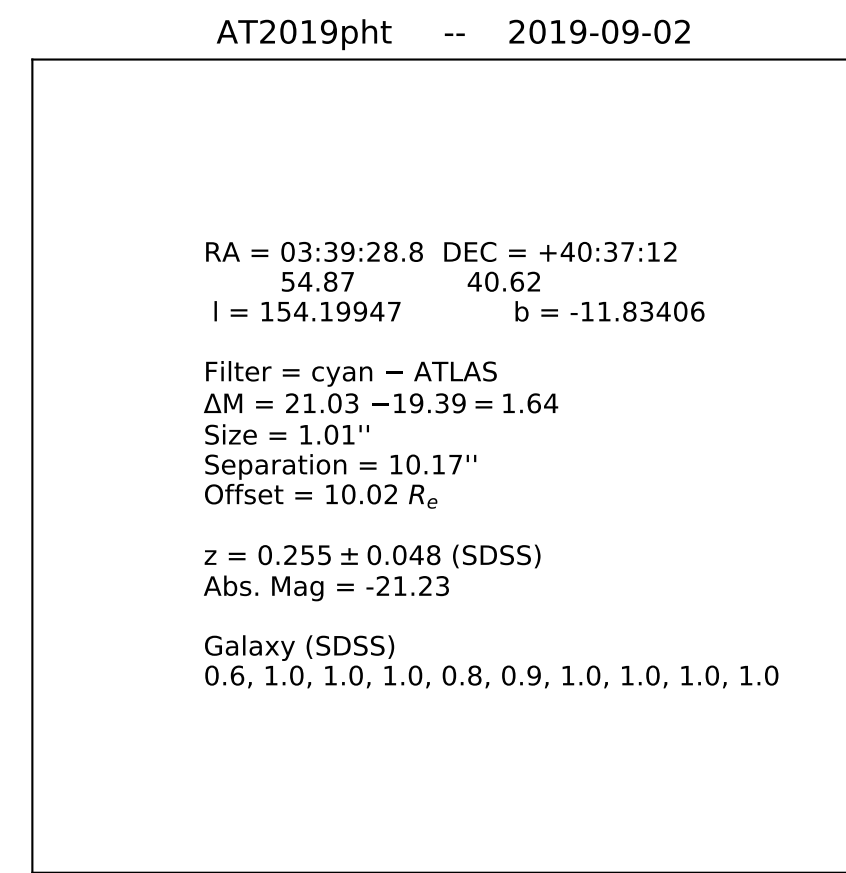 AT2019pht -- 2019-09-02
RA = 03:39:28.8 DEC = +40:37:12
54.87 40.62
l = 154.19947 b = -11.83406
Filter = cyan − ATLAS
ΔM = 21.03 −19.39 = 1.64
Size = 1.01''
Separation = 10.17''
Offset = 10.02 Rₑ
z = 0.255 ± 0.048 (SDSS)
Abs. Mag = -21.23
Galaxy (SDSS)
0.6, 1.0, 1.0, 1.0, 0.8, 0.9, 1.0, 1.0, 1.0, 1.0